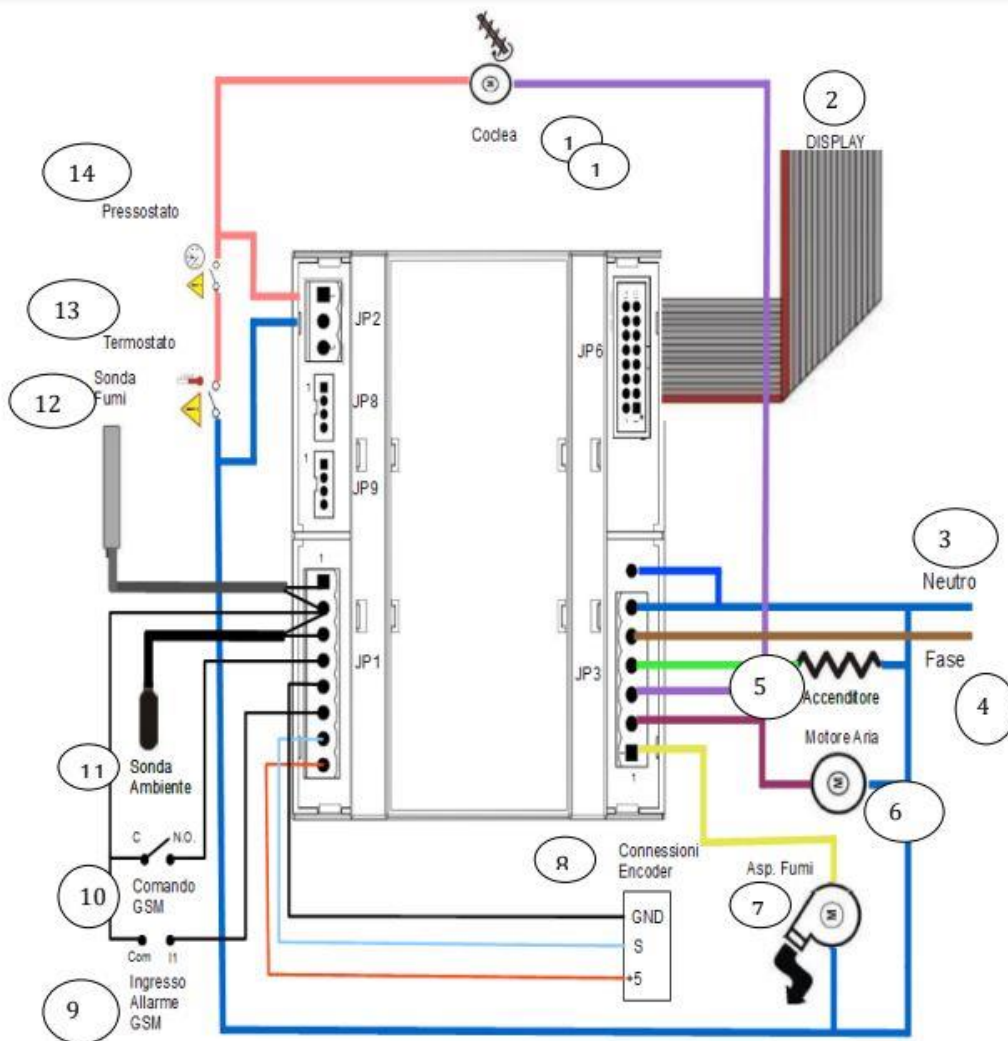 Coclea
1
1
2
DISPLAY
14
Pressostato
13
Termostato
12
Sonda
Fumi
JP2
JP6
1
JP8
1
JP9
3
Neutro
1
JP1
JP3
Fase
4
5
Accenditore
Motore Aria
6
1
11
Sonda
Ambiente
C
N.O.
10
Comando
GSM
Com
I1
9
Ingresso
Allarme
GSM
8
Connessioni
Encoder
GND
S
+5
Asp. Fumi
7
M
M
M